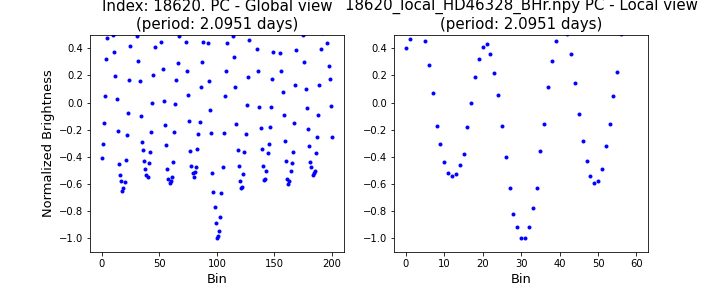 Index: 18620. PC - Global view
(period: 2.0951 days)
18620_local_HD46328_BHr.npy PC - Local view
(period: 2.0951 days)
Normalized Brightness
0.4
0.2
0.0
−0.2
−0.4
−0.6
−0.8
−1.0
0 50 100 150 200
Bin
0.4
0.2
0.0
−0.2
−0.4
−0.6
−0.8
−1.0
0 10 20 30 40 50 60
Bin